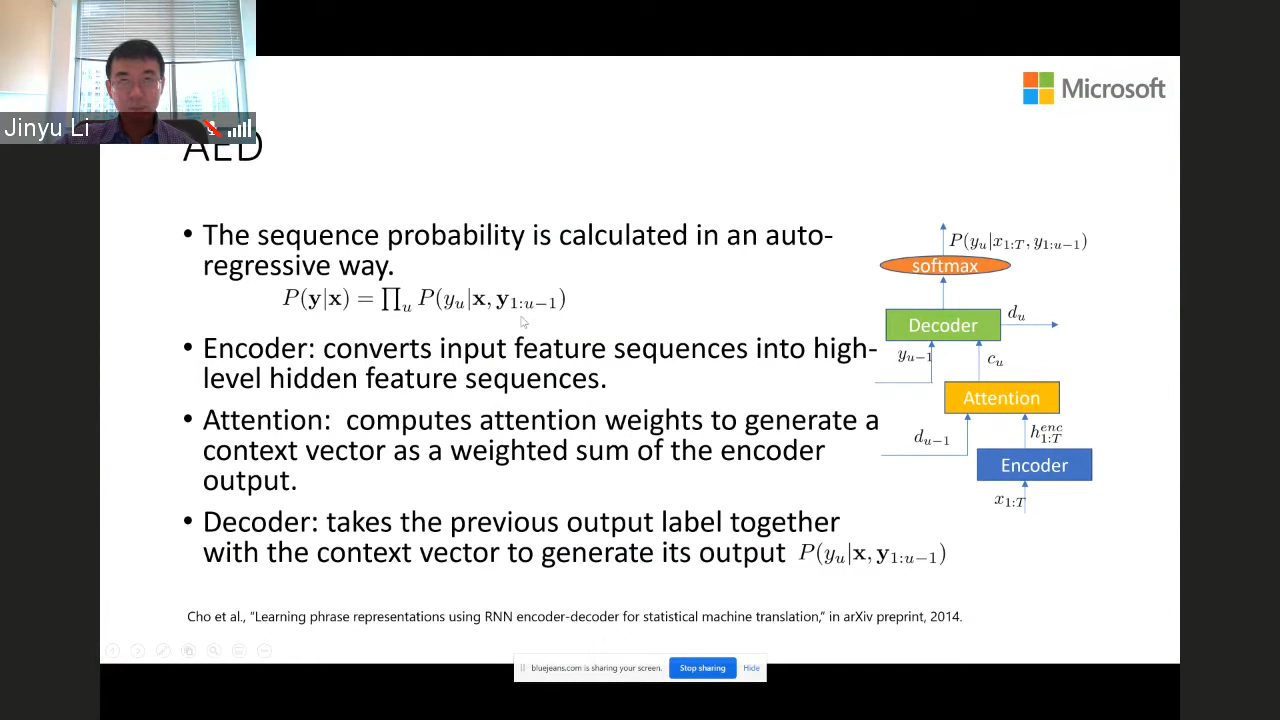 Jinyu Li
Microsoft
AED
• The sequence probability is calculated in an auto-
regressive way.
P(y|x) = ∏_u P(y_u|x, y_{1:u−1})
• Encoder: converts input feature sequences into high-
level hidden feature sequences.
• Attention: computes attention weights to generate a
context vector as a weighted sum of the encoder
output.
• Decoder: takes the previous output label together
with the context vector to generate its output P(y_u|x, y_{1:u−1})
P(y_u|x_{1:T}, y_{1:u−1})
softmax
Decoder
d_u
y_{u−1}
c_u
Attention
d_{u−1}
h^{enc}_{1:T}
Encoder
x_{1:T}
Cho et al., “Learning phrase representations using RNN encoder-decoder for statistical machine translation,” in arXiv preprint, 2014.
bluejeans.com is sharing your screen.
Stop sharing
Hide